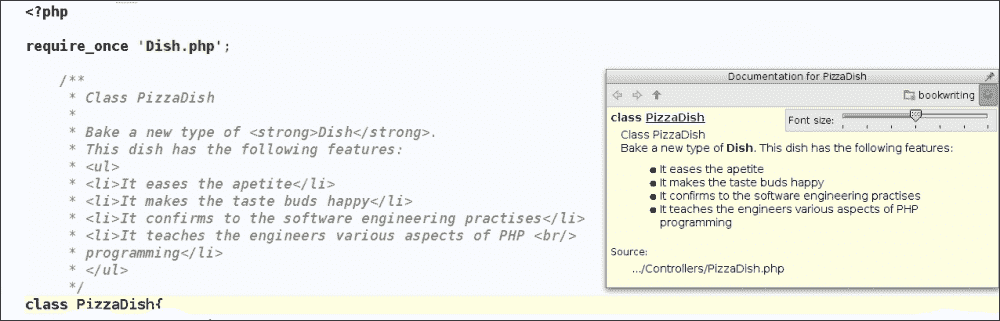 <?php
require_once 'Dish.php';
/**
* Class PizzaDish
*
* Bake a new type of <strong>Dish</strong>.
* This dish has the following features:
* <ul>
* <li>It eases the apetite</li>
* <li>It makes the taste buds happy</li>
* <li>It confirms to the software engineering practises</li>
* <li>It teaches the engineers various aspects of PHP <br/>
* programming</li>
* </ul>
*/
class PizzaDish{
Documentation for PizzaDish
bookwriting
class PizzaDish
Font size:
Class PizzaDish
Bake a new type of Dish. This dish has the following features:
● It eases the apetite
● It makes the taste buds happy
● It confirms to the software engineering practises
● It teaches the engineers various aspects of PHP
programming
Source:
.../Controllers/PizzaDish.php